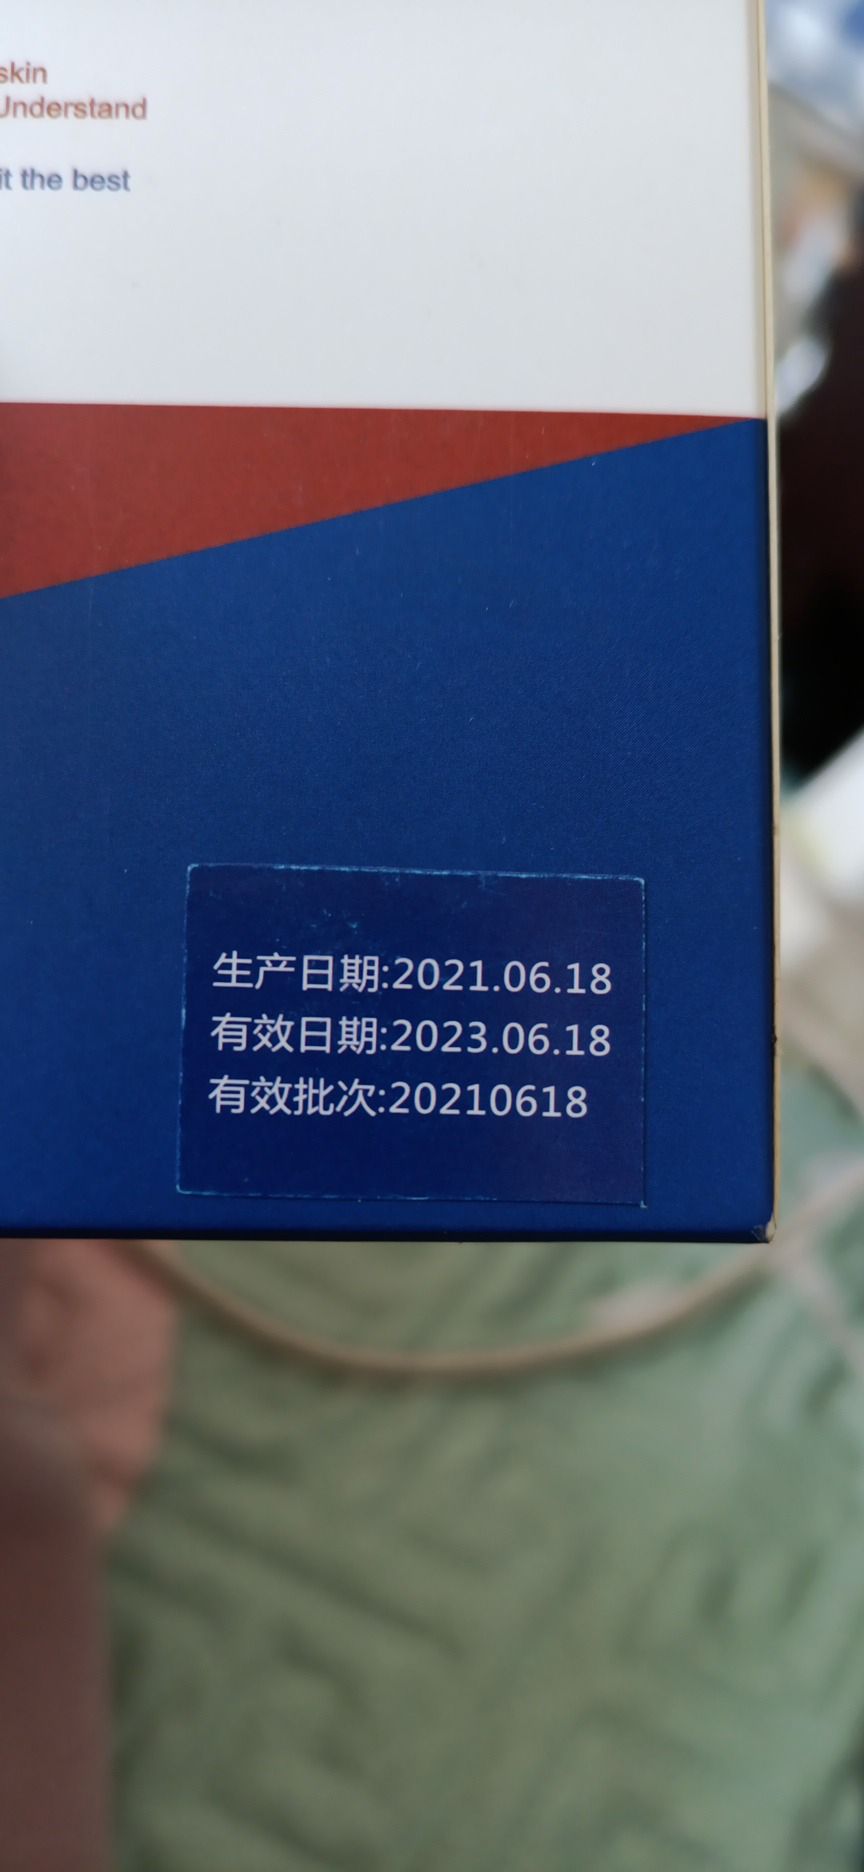 skin
Understand
it the best
生产日期:2021.06.18
有效日期:2023.06.18
有效批次:20210618